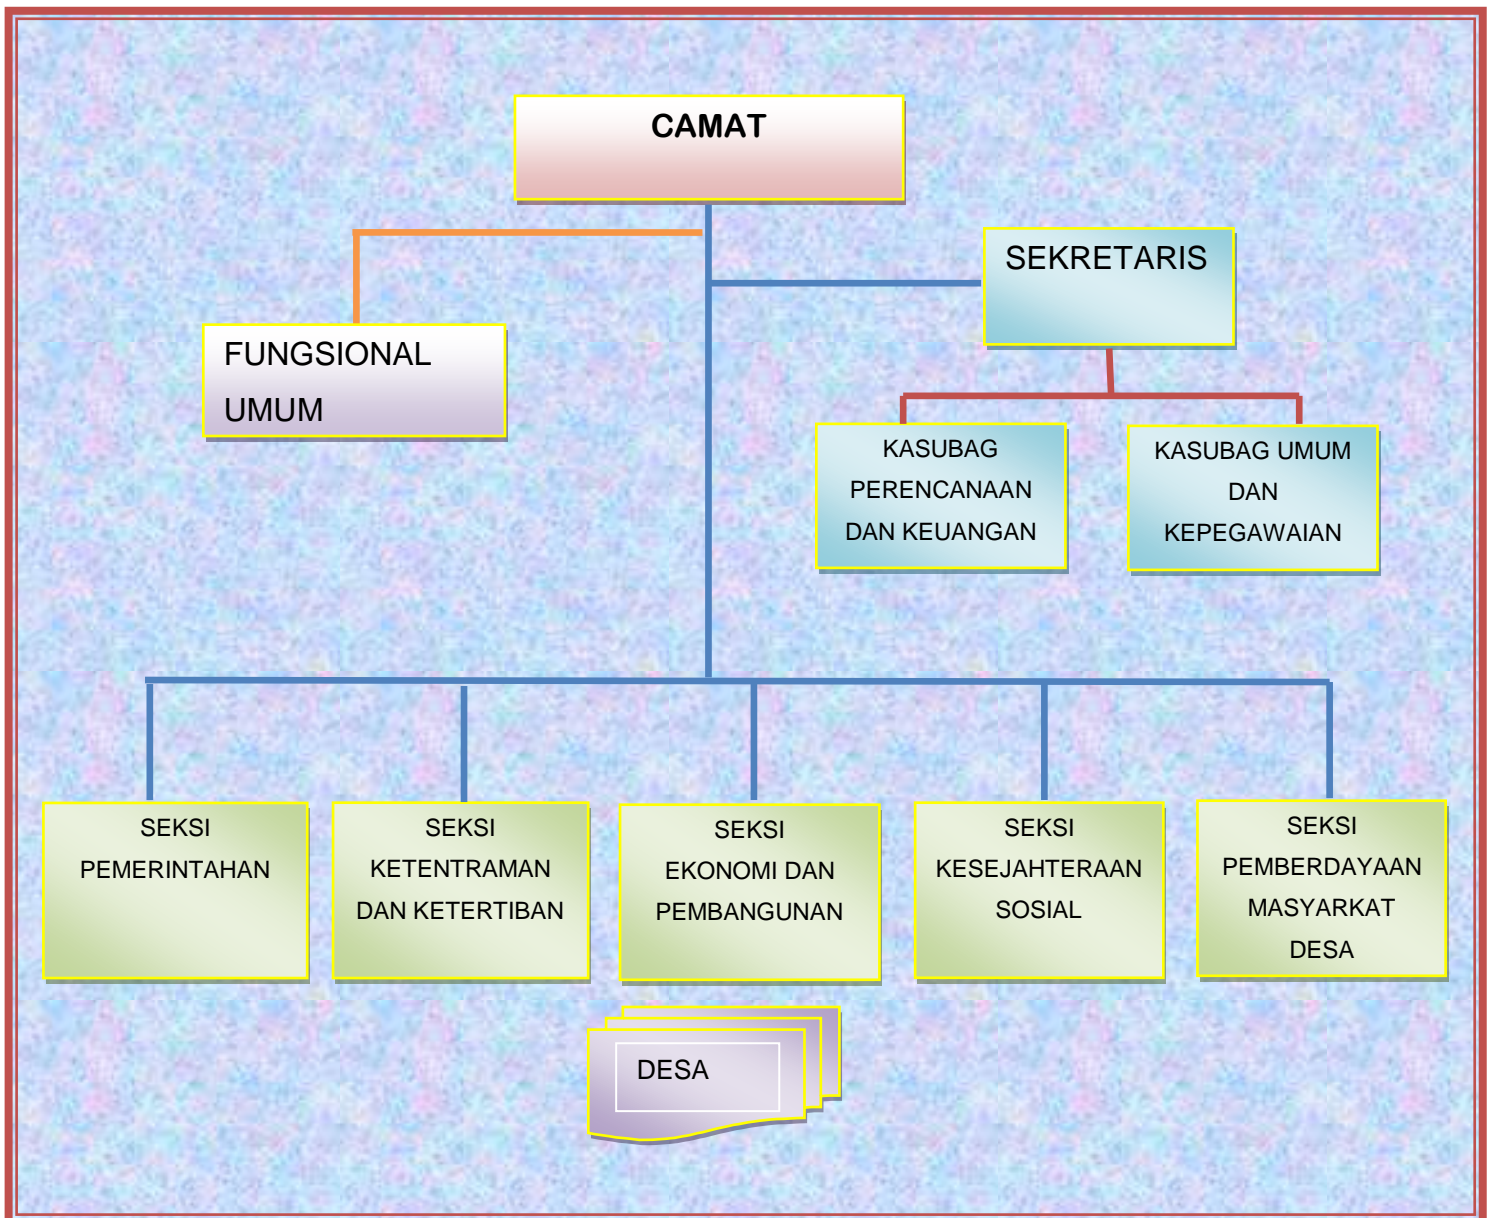 CAMAT
SEKRETARIS
FUNGSIONAL
UMUM
KASUBAG
PERENCANAAN
DAN KEUANGAN
KASUBAG UMUM
DAN
KEPEGAWAIAN
SEKSI
PEMERINTAHAN
SEKSI
KETENTRAMAN
DAN KETERTIBAN
SEKSI
EKONOMI DAN
PEMBANGUNAN
SEKSI
KESEJAHTERAAN
SOSIAL
SEKSI
PEMBERDAYAAN
MASYARKAT
DESA
DESA